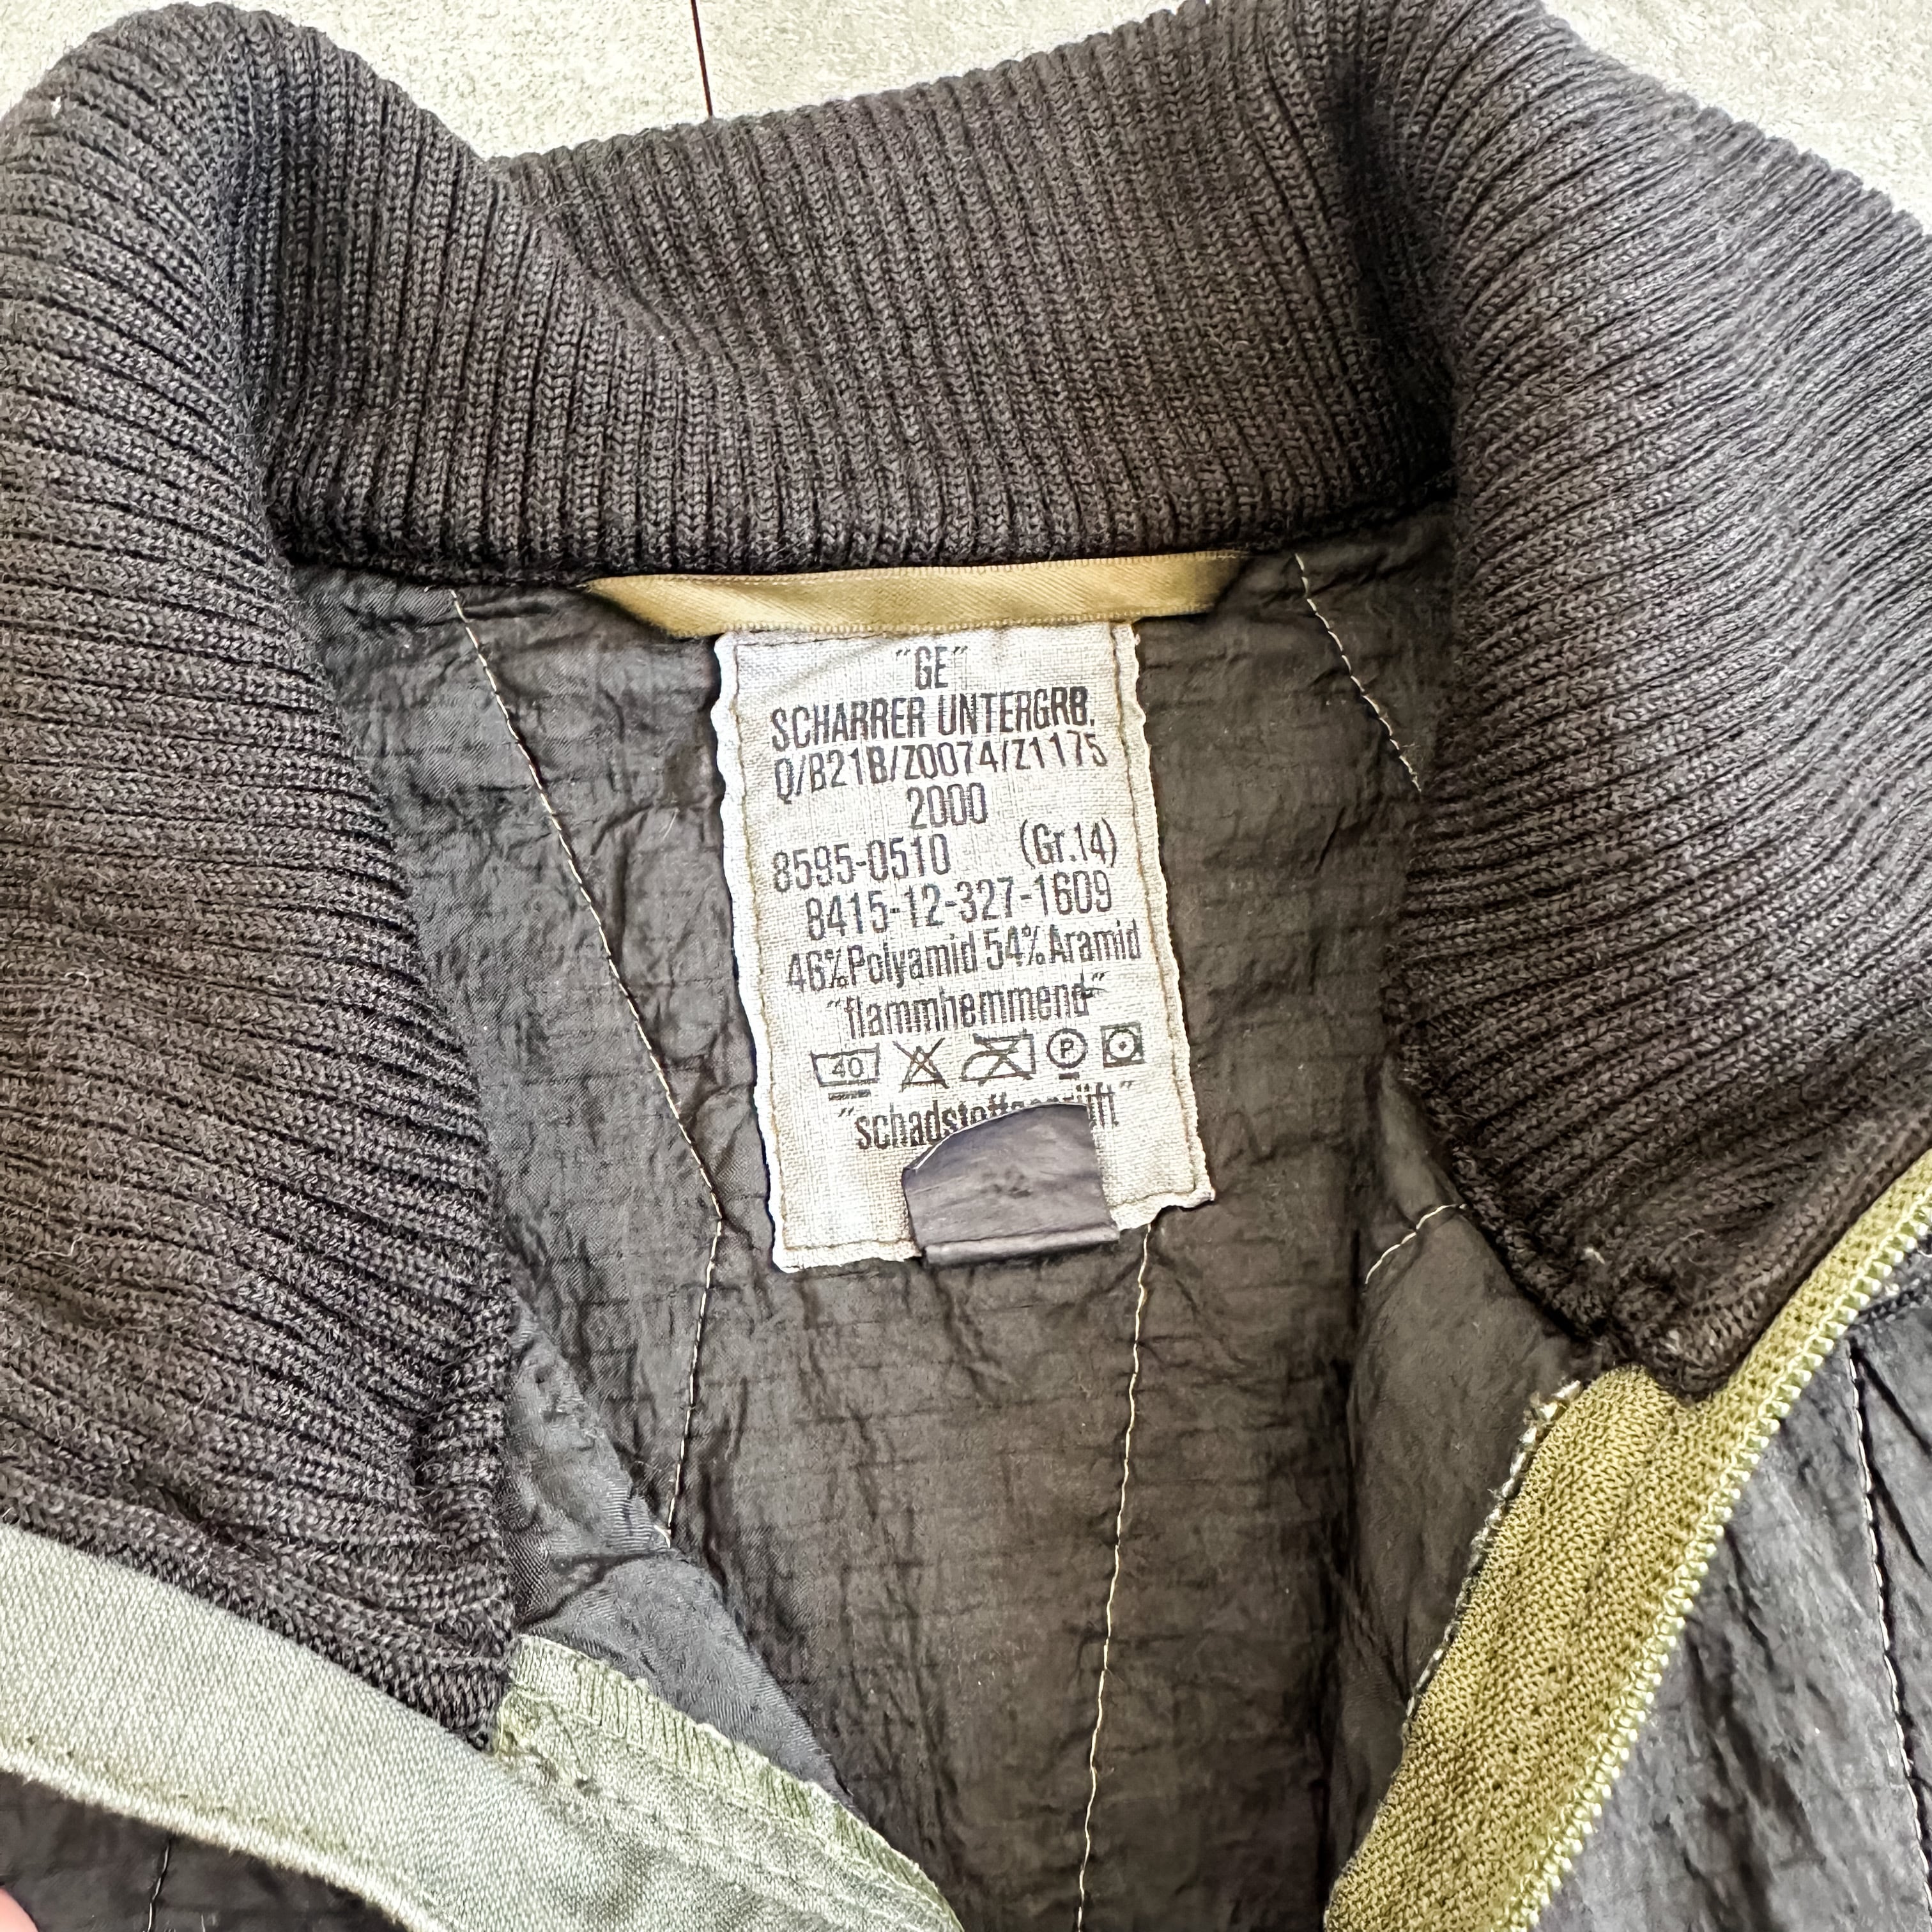 "GE"
SCHARRER UNTERGRB.
Q/B21B/Z0074/Z1175
2000
8595-0510 (Gr.14)
8415-12-327-1609
46%Polyamid 54%Aramid
"flammhemmend"
40 P